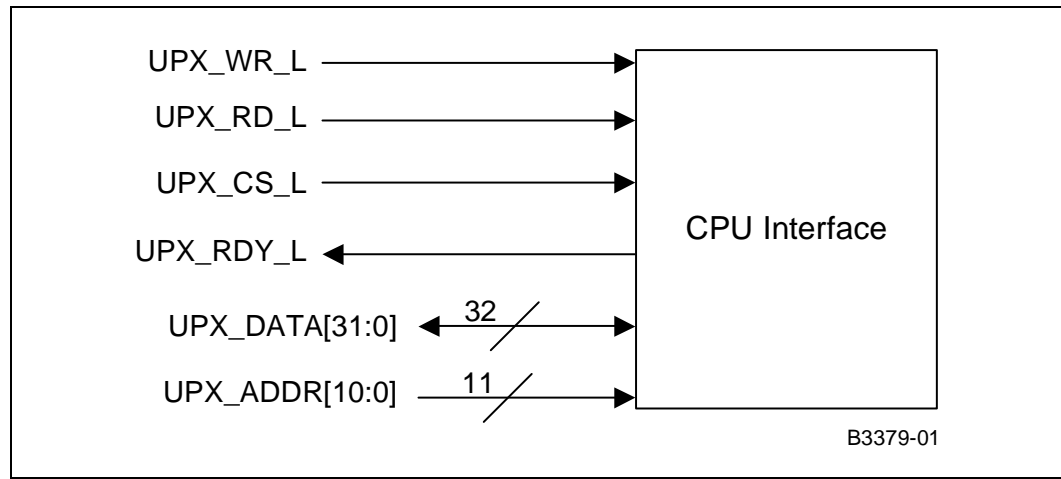 UPX_WR_L
UPX_RD_L
UPX_CS_L
CPU Interface
UPX_RDY_L
UPX_DATA[31:0]
32
UPX_ADDR[10:0]
11
B3379-01